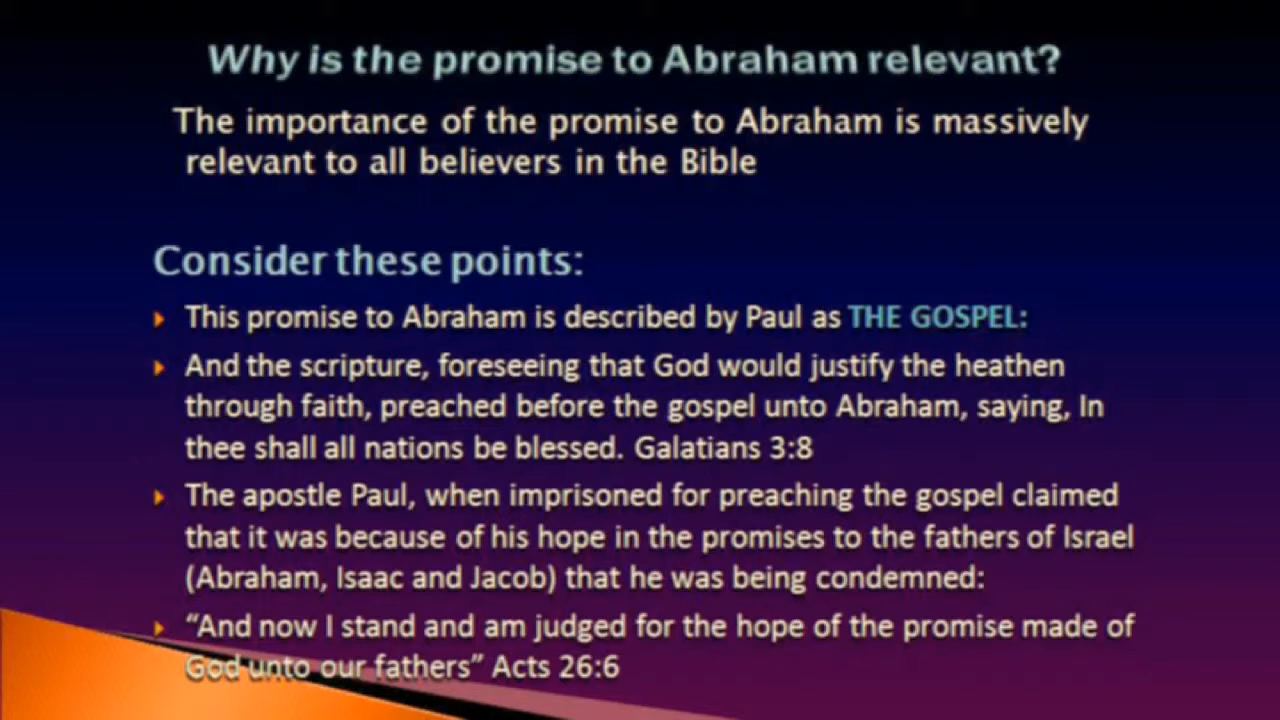 Why is the promise to Abraham relevant?
The importance of the promise to Abraham is massively
relevant to all believers in the Bible
Consider these points:
This promise to Abraham is described by Paul as THE GOSPEL:
And the scripture, foreseeing that God would justify the heathen
through faith, preached before the gospel unto Abraham, saying, In
thee shall all nations be blessed. Galatians 3:8
The apostle Paul, when imprisoned for preaching the gospel claimed
that it was because of his hope in the promises to the fathers of Israel
(Abraham, Isaac and Jacob) that he was being condemned:
“And now I stand and am judged for the hope of the promise made of
God unto our fathers” Acts 26:6